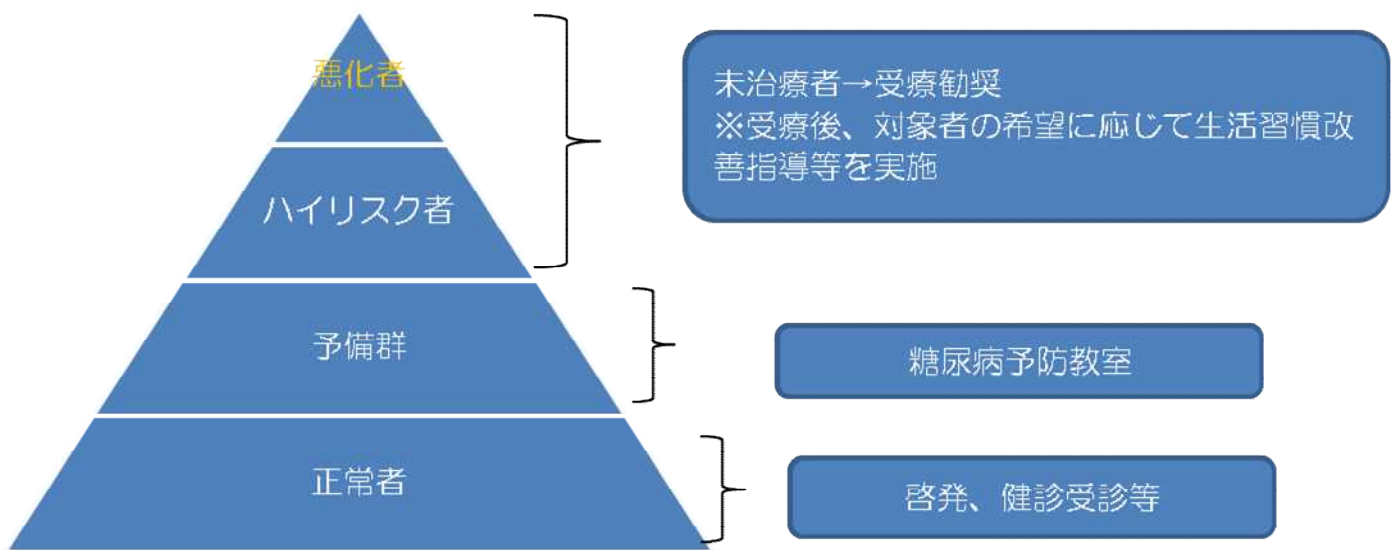 悪化者
ハイリスク者
予備群
正常者
未治療者→受療勧奨
※受療後、対象者の希望に応じて生活習慣改
善指導等を実施
糖尿病予防教室
啓発、健診受診等